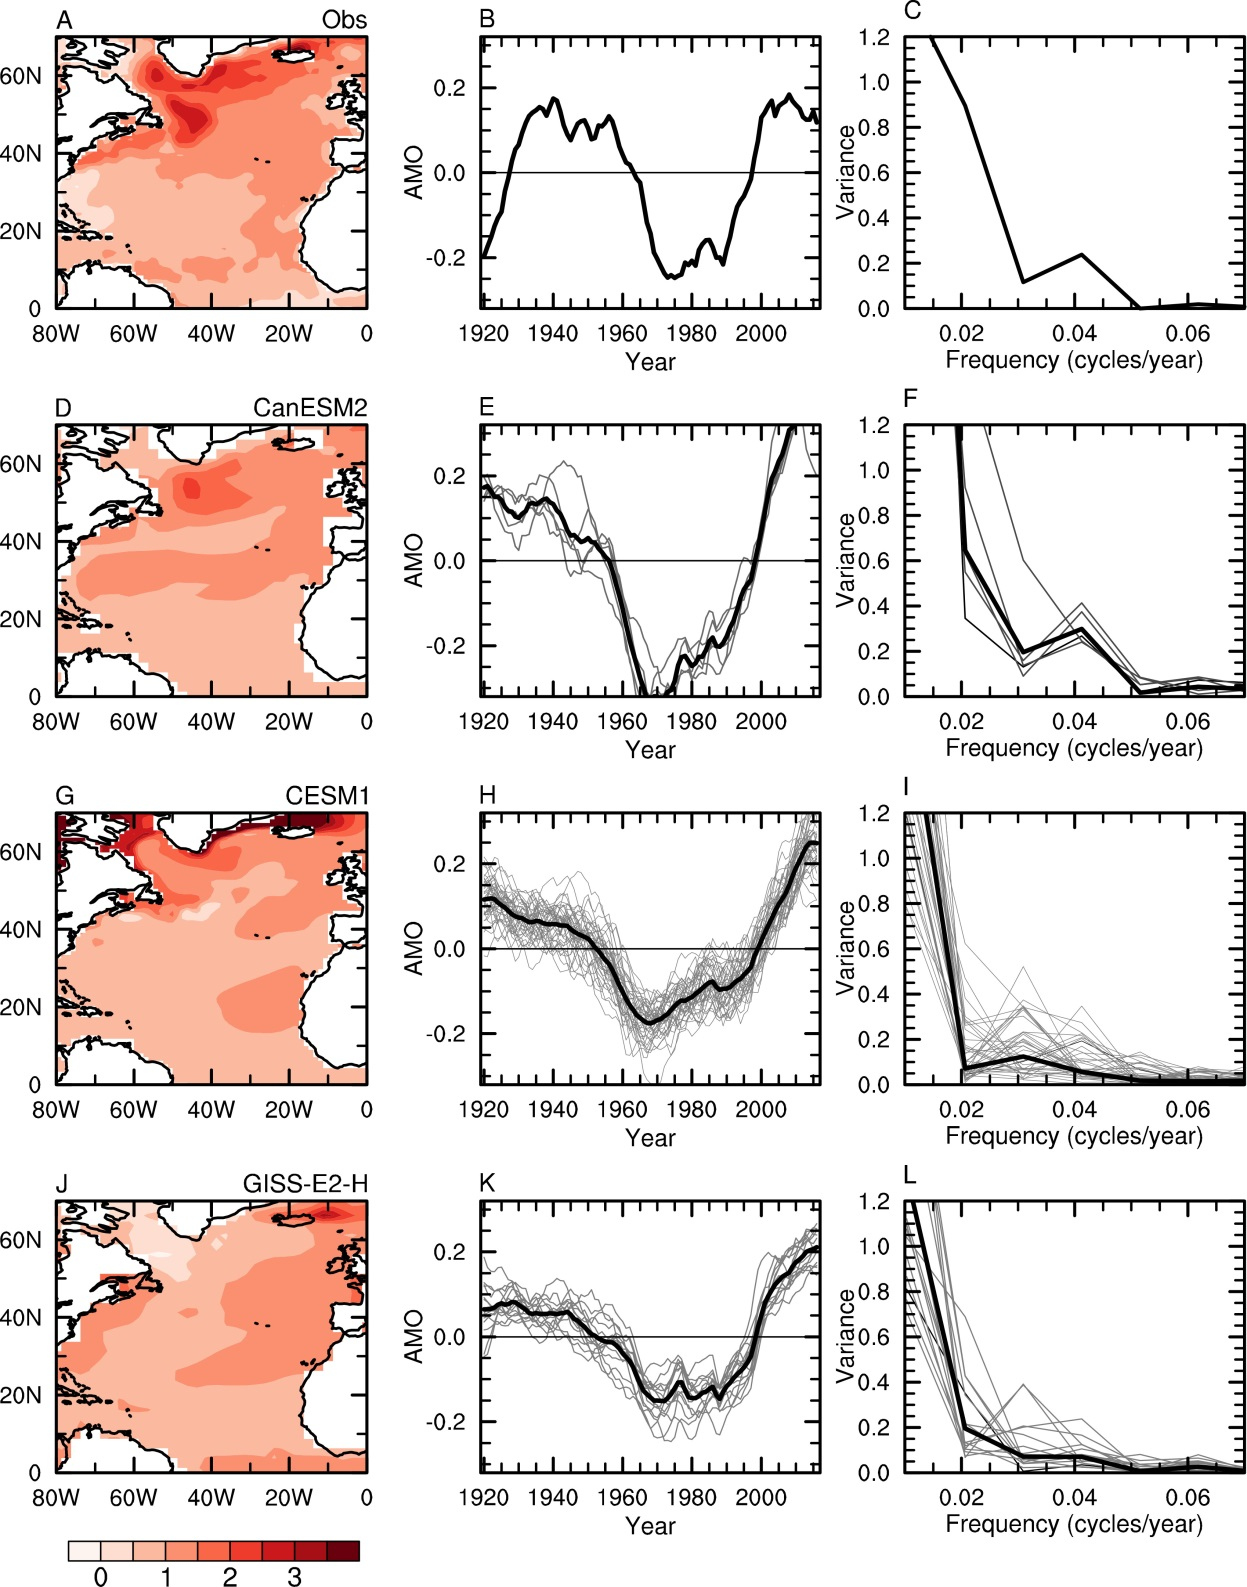 A Obs B C
60N
40N
20N
0
80W 60W 40W 20W 0
0.2
0.0
-0.2
AMO
1920 1940 1960 1980 2000
Year
1.2
1.0
0.8
0.6
0.4
0.2
0.0
Variance
0.02 0.04 0.06
Frequency (cycles/year)
D CanESM2 E F
60N
40N
20N
0
80W 60W 40W 20W 0
0.2
0.0
-0.2
AMO
1920 1940 1960 1980 2000
Year
1.2
1.0
0.8
0.6
0.4
0.2
0.0
Variance
0.02 0.04 0.06
Frequency (cycles/year)
G CESM1 H I
60N
40N
20N
0
80W 60W 40W 20W 0
0.2
0.0
-0.2
AMO
1920 1940 1960 1980 2000
Year
1.2
1.0
0.8
0.6
0.4
0.2
0.0
Variance
0.02 0.04 0.06
Frequency (cycles/year)
J GISS-E2-H K L
60N
40N
20N
0
80W 60W 40W 20W 0
0.2
0.0
-0.2
AMO
1920 1940 1960 1980 2000
Year
1.2
1.0
0.8
0.6
0.4
0.2
0.0
Variance
0.02 0.04 0.06
Frequency (cycles/year)
0 1 2 3